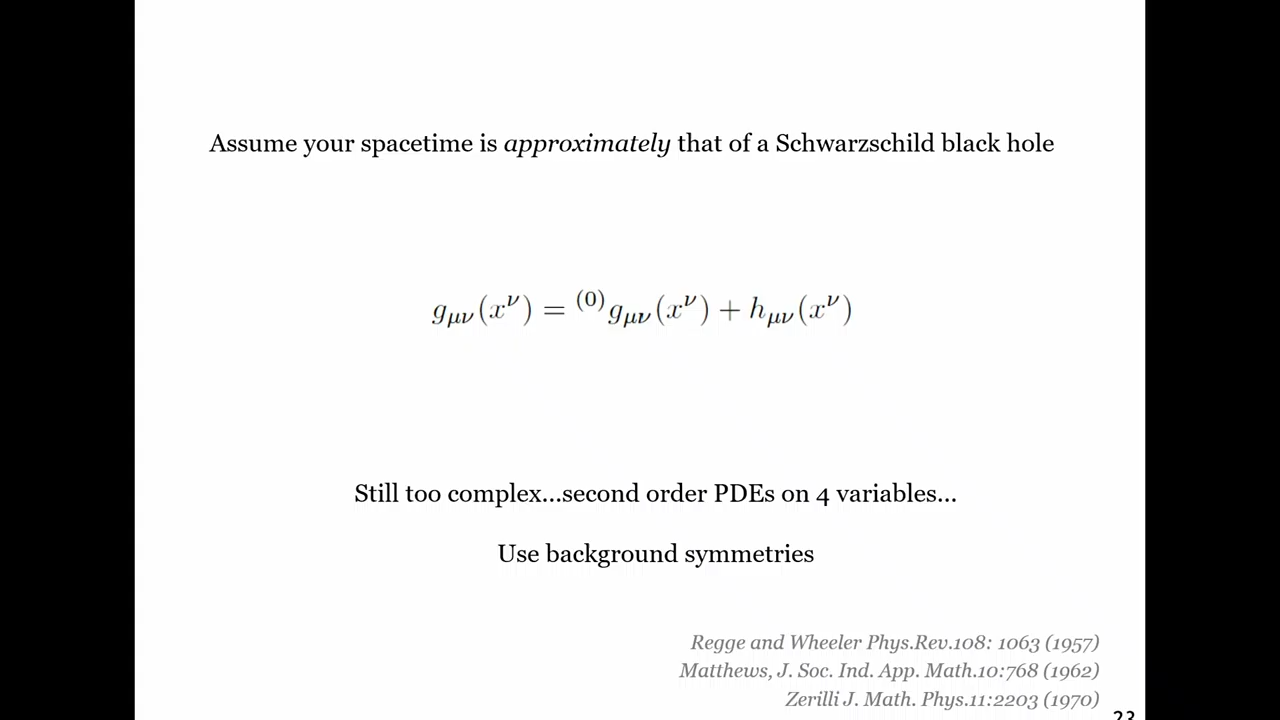 Assume your spacetime is approximately that of a Schwarzschild black hole
g_{μν}(x^ν) = ^{(0)}g_{μν}(x^ν) + h_{μν}(x^ν)
Still too complex...second order PDEs on 4 variables...
Use background symmetries
Regge and Wheeler Phys.Rev.108: 1063 (1957)
Matthews, J. Soc. Ind. App. Math.10:768 (1962)
Zerilli J. Math. Phys.11:2203 (1970)
23